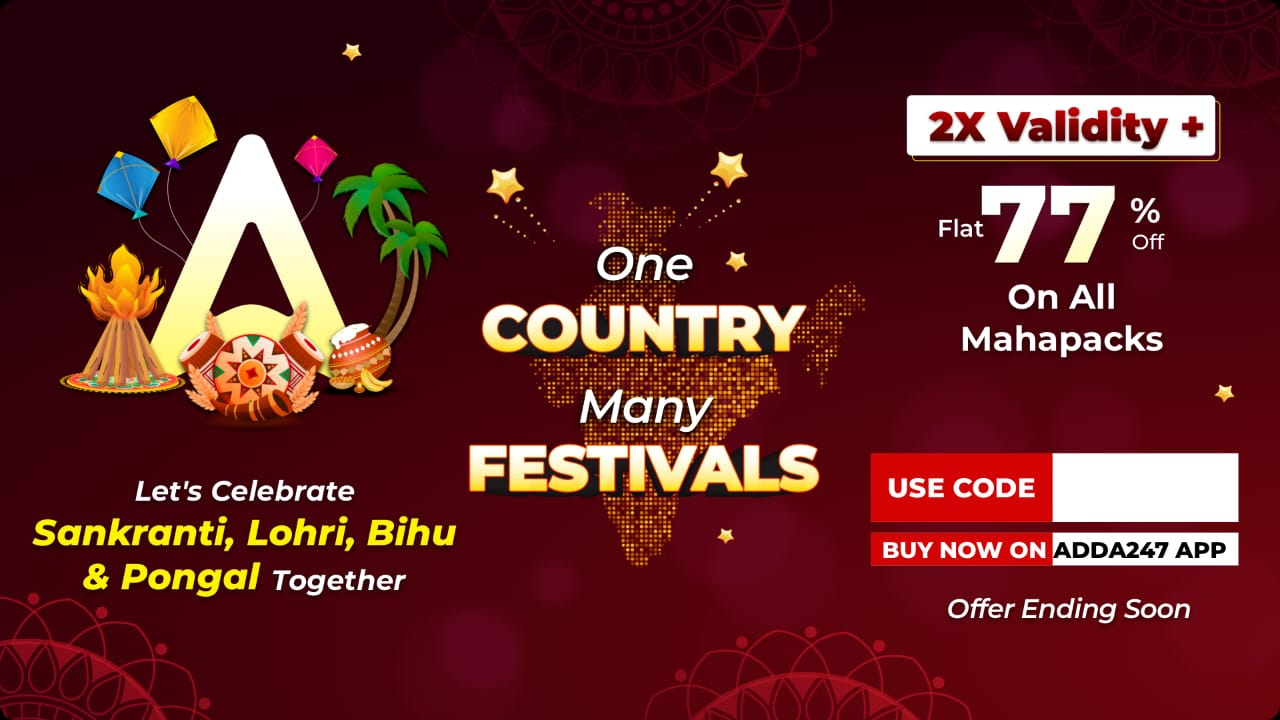 Let's Celebrate
Sankranti, Lohri, Bihu
& Pongal Together
One
COUNTRY
Many
FESTIVALS
2X Validity +
Flat 77 % Off
On All
Mahapacks
USE CODE
BUY NOW ON ADDA247 APP
Offer Ending Soon